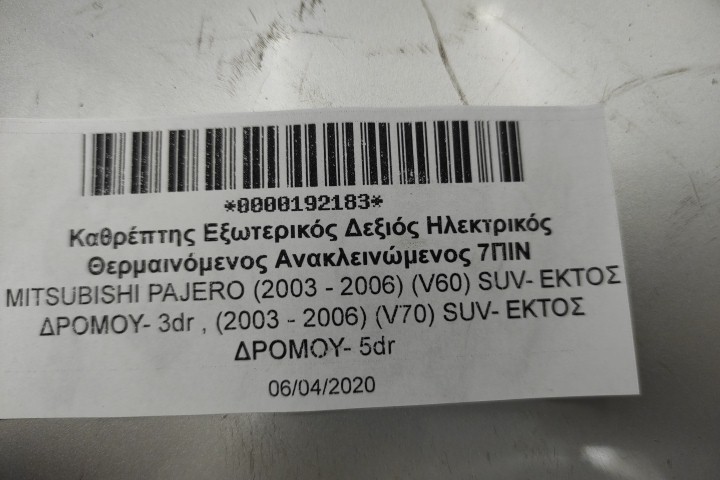 *0000192183*
Καθρέπτης Εξωτερικός Δεξιός Ηλεκτρικός
Θερμαινόμενος Ανακλεινώμενος 7ΠΙΝ
MITSUBISHI PAJERO (2003 - 2006) (V60) SUV- ΕΚΤΟΣ
ΔΡΟΜΟΥ- 3dr , (2003 - 2006) (V70) SUV- ΕΚΤΟΣ
ΔΡΟΜΟΥ- 5dr
06/04/2020